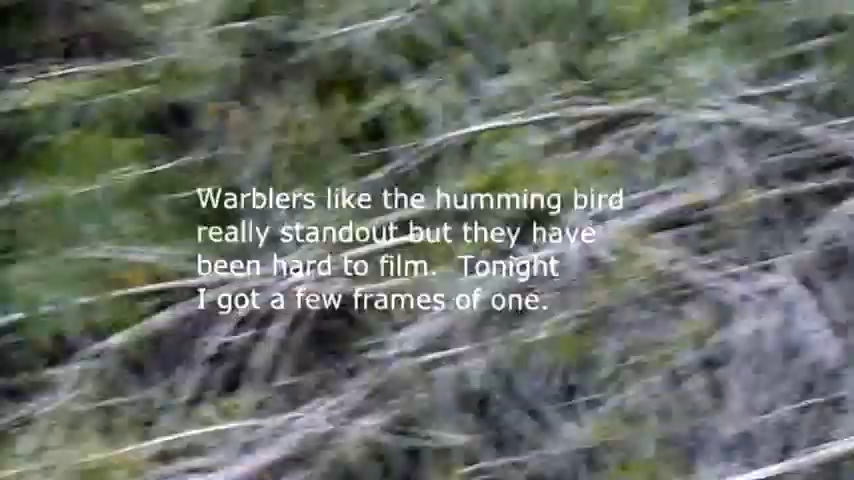 Warblers like the humming bird
really standout but they have
been hard to film.  Tonight
I got a few frames of one.